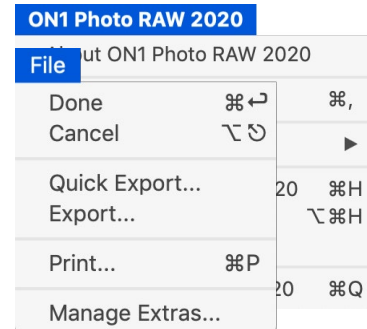 ON1 Photo RAW 2020
ut ON1 Photo RAW 2020
File
Done ⌘↩ ⌘,
Cancel ⌥⎋ ▶
Quick Export... 20 ⌘H
Export... ⌥⌘H
Print... ⌘P
20 ⌘Q
Manage Extras...